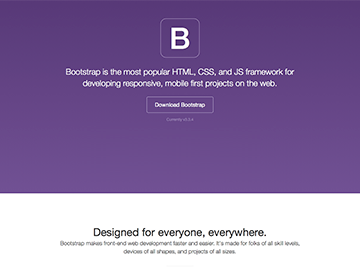 B
Bootstrap is the most popular HTML, CSS, and JS framework for
developing responsive, mobile first projects on the web.
Download Bootstrap
Currently v3.3.4
Designed for everyone, everywhere.
Bootstrap makes front-end web development faster and easier. It's made for folks of all skill levels,
devices of all shapes, and projects of all sizes.